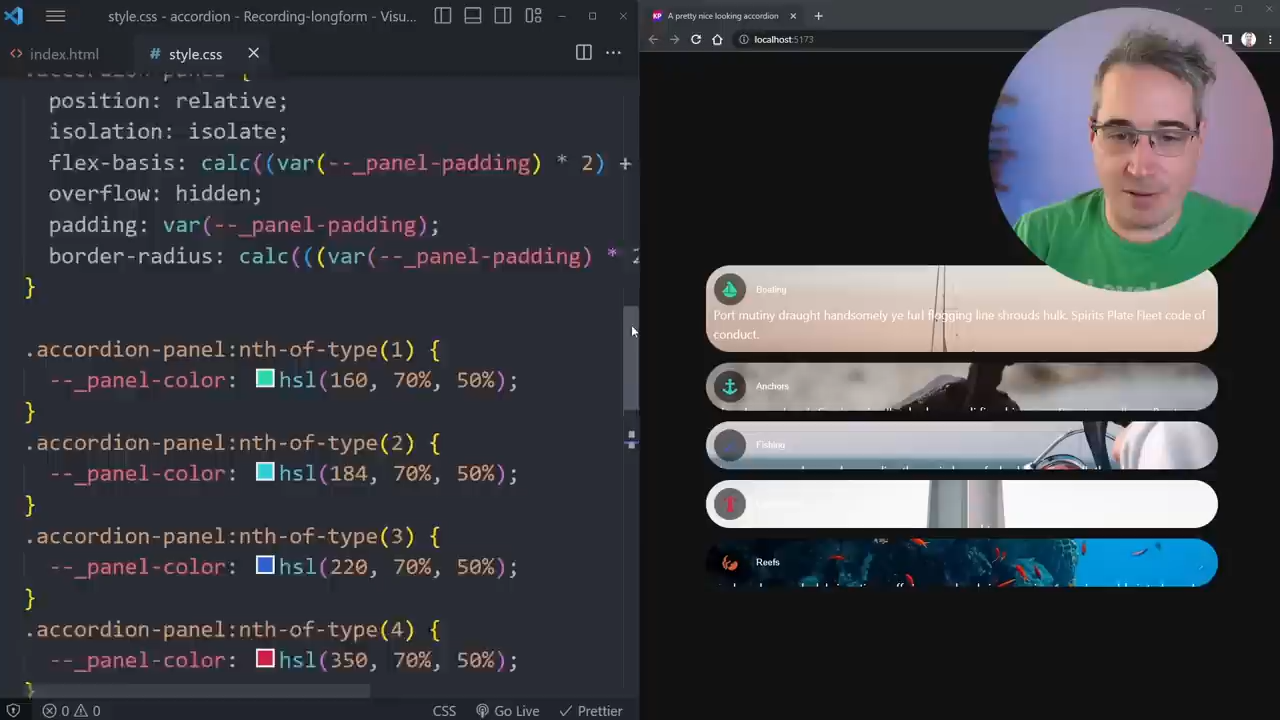 style.css - accordion - Recording-longform - Visu...
index.html
style.css
.accordion-panel {
position: relative;
isolation: isolate;
flex-basis: calc((var(--_panel-padding) * 2) +
overflow: hidden;
padding: var(--_panel-padding);
border-radius: calc(((var(--_panel-padding) * 2
}
.accordion-panel:nth-of-type(1) {
--_panel-color: hsl(160, 70%, 50%);
}
.accordion-panel:nth-of-type(2) {
--_panel-color: hsl(184, 70%, 50%);
}
.accordion-panel:nth-of-type(3) {
--_panel-color: hsl(220, 70%, 50%);
}
.accordion-panel:nth-of-type(4) {
--_panel-color: hsl(350, 70%, 50%);
}
0 0
CSS
Go Live
Prettier
KP A pretty nice looking accordion
localhost:5173
Boating
Port mutiny draught handsomely ye furl flogging line shrouds hulk. Spirits Plate Fleet code of
conduct.
Anchors
Fishing
Reefs